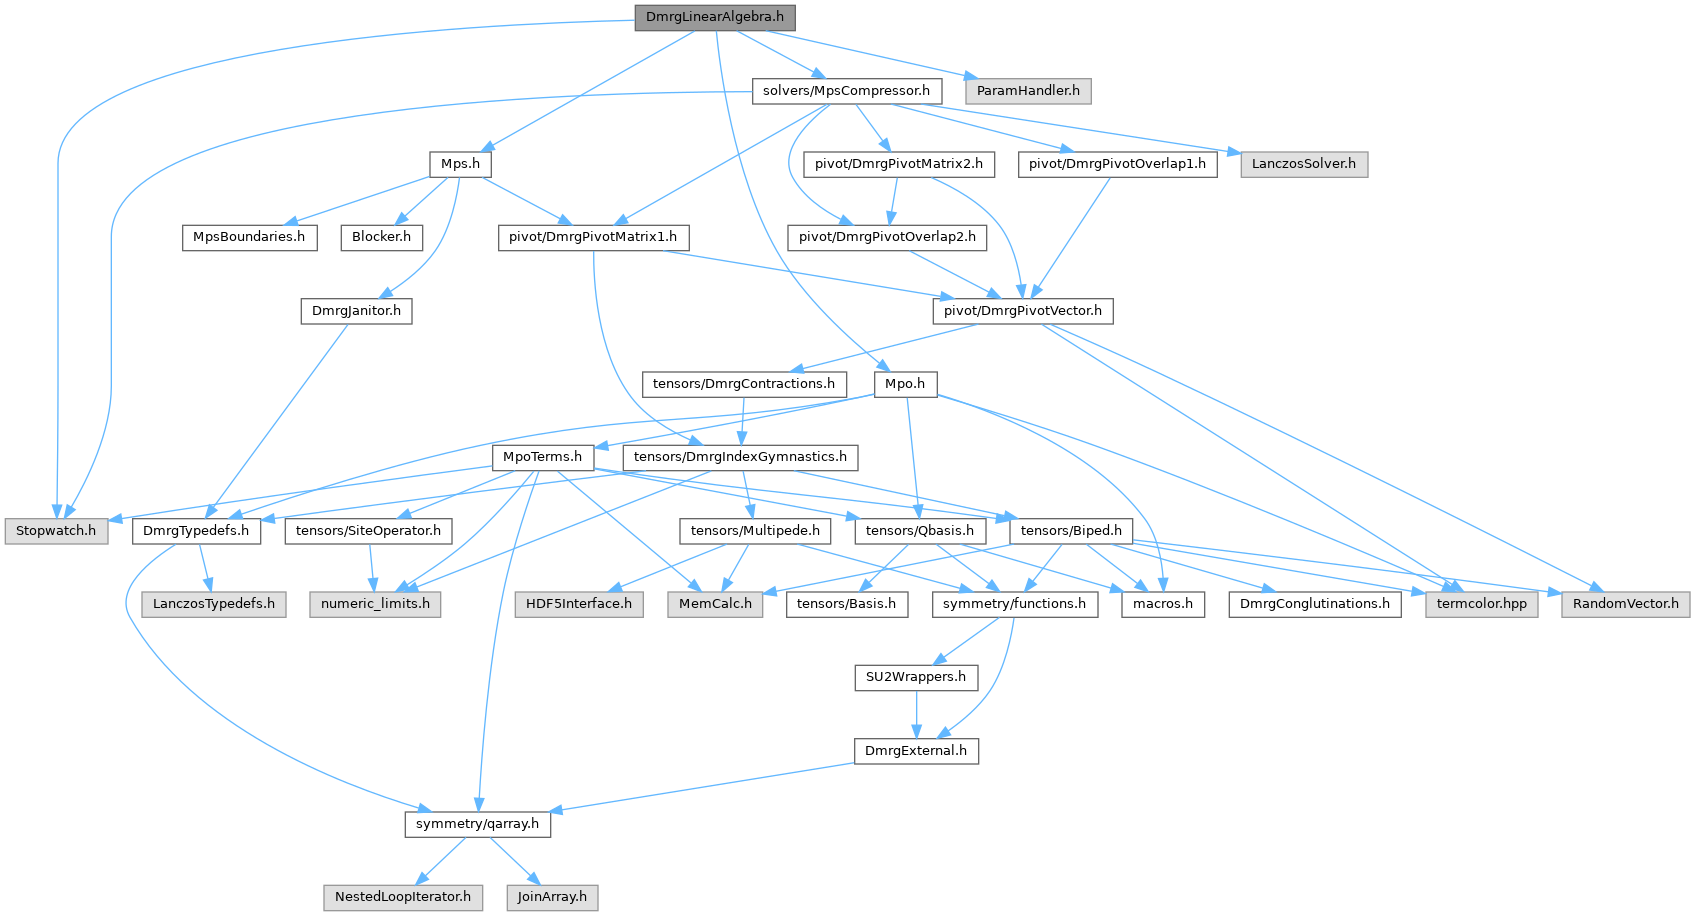 DmrgLinearAlgebra.h
solvers/MpsCompressor.h
ParamHandler.h
Mps.h
pivot/DmrgPivotMatrix2.h
pivot/DmrgPivotOverlap1.h
LanczosSolver.h
MpsBoundaries.h
Blocker.h
pivot/DmrgPivotMatrix1.h
pivot/DmrgPivotOverlap2.h
DmrgJanitor.h
pivot/DmrgPivotVector.h
tensors/DmrgContractions.h
Mpo.h
MpoTerms.h
tensors/DmrgIndexGymnastics.h
Stopwatch.h
DmrgTypedefs.h
tensors/SiteOperator.h
tensors/Multipede.h
tensors/Qbasis.h
tensors/Biped.h
LanczosTypedefs.h
numeric_limits.h
HDF5Interface.h
MemCalc.h
tensors/Basis.h
symmetry/functions.h
macros.h
DmrgConglutinations.h
termcolor.hpp
RandomVector.h
SU2Wrappers.h
DmrgExternal.h
symmetry/qarray.h
NestedLoopIterator.h
JoinArray.h